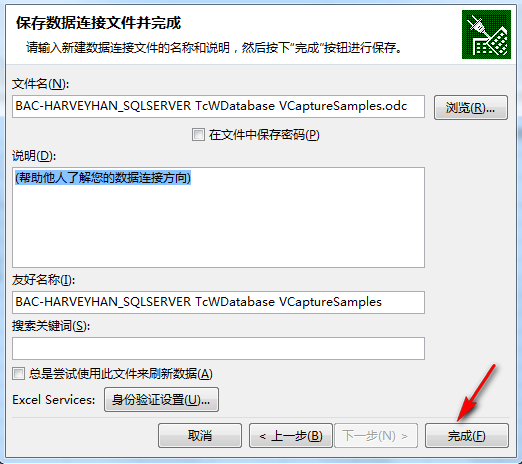 保存数据连接文件并完成
请输入新建数据连接文件的名称和说明，然后按下"完成"按钮进行保存。
文件名(N):
BAC-HARVEYHAN_SQLSERVER TcWDatabase VCaptureSamples.odc
浏览(R)...
在文件中保存密码(P)
说明(D):
(帮助他人了解您的数据连接方向)
友好名称(I):
BAC-HARVEYHAN_SQLSERVER TcWDatabase VCaptureSamples
搜索关键词(S):
总是尝试使用此文件来刷新数据(A)
Excel Services: 身份验证设置(U)...
取消 < 上一步(B) 下一步(N) > 完成(F)